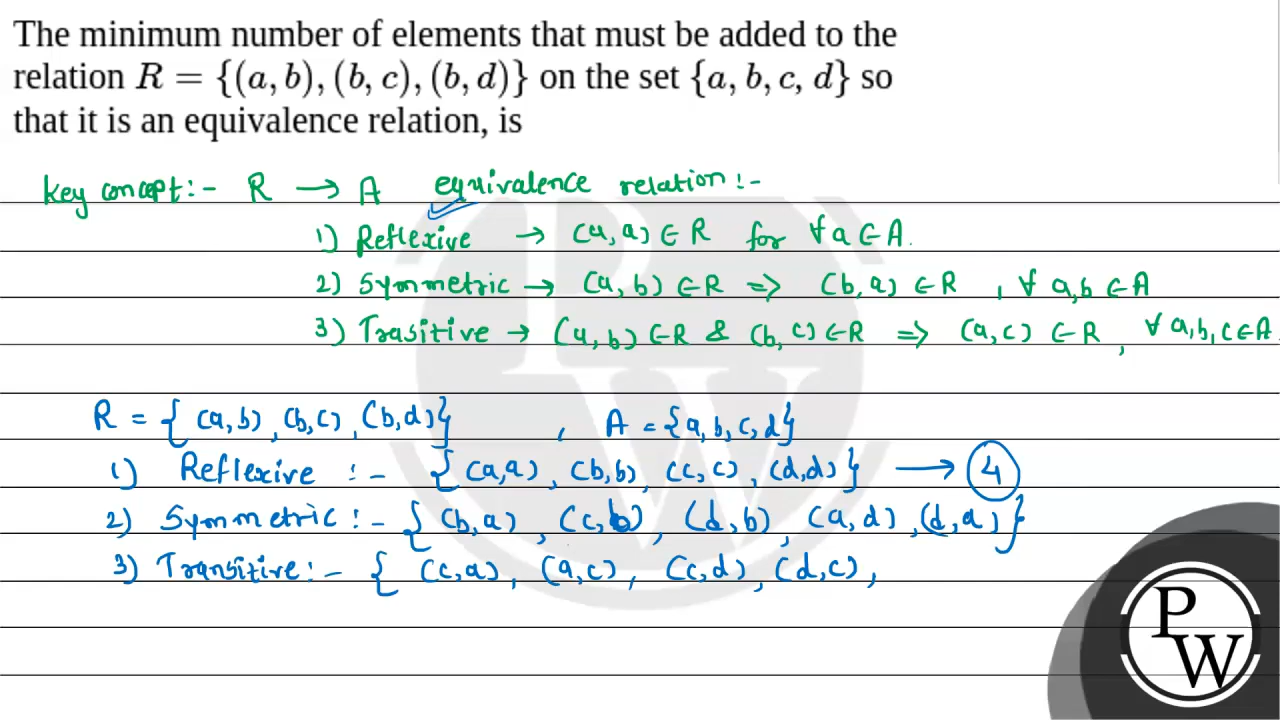 The minimum number of elements that must be added to the
relation R = {(a, b), (b, c), (b, d)} on the set {a, b, c, d} so
that it is an equivalence relation, is
Key concept:- R → A equivalence relation:-
1) Reflexive → (a,a) ∈ R for ∀ a ∈ A.
2) Symmetric → (a,b) ∈ R => (b,a) ∈ R , ∀ a,b ∈ A
3) Trasitive → (a,b) ∈ R & (b,c) ∈ R => (a,c) ∈ R, ∀ a,b,c ∈ A.
R = { (a,b), (b,c), (b,d)} , A = {a,b,c,d}
1) Reflexive :- { (a,a), (b,b), (c,c), (d,d)} → 4
2) Symmetric :- { (b,a), (c,b), (d,b), (a,d), (d,a)}
3) Transitive :- { (c,a), (a,c), (c,d), (d,c),
P
W